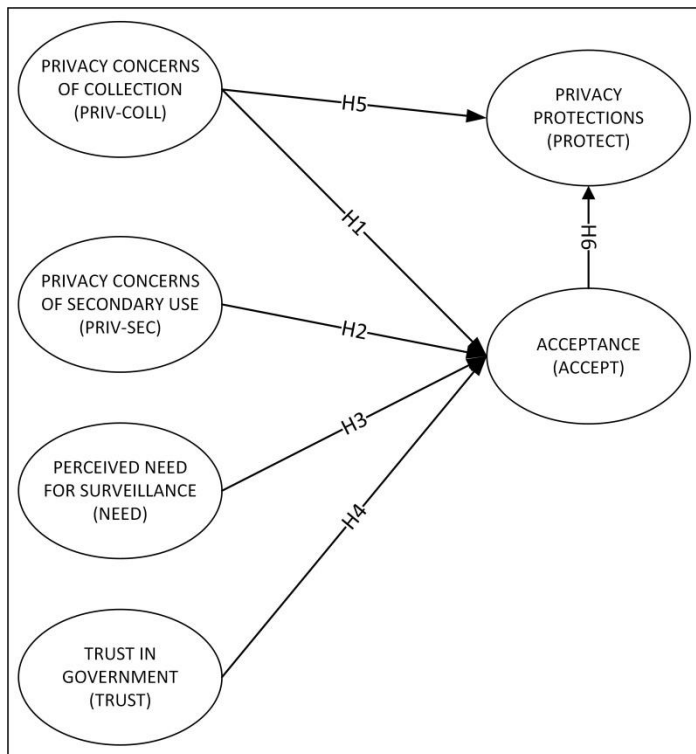 PRIVACY CONCERNS
OF COLLECTION
(PRIV-COLL)
H5
PRIVACY
PROTECTIONS
(PROTECT)
H1
H6
PRIVACY CONCERNS
OF SECONDARY USE
(PRIV-SEC)
H2
ACCEPTANCE
(ACCEPT)
H3
PERCEIVED NEED
FOR SURVEILLANCE
(NEED)
H4
TRUST IN
GOVERNMENT
(TRUST)